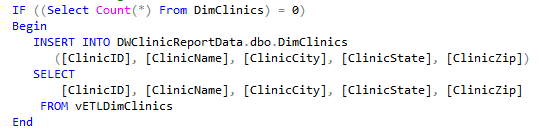 IF ((Select Count(*) From DimClinics) = 0)
Begin
INSERT INTO DWClinicReportData.dbo.DimClinics
([ClinicID], [ClinicName], [ClinicCity], [ClinicState], [ClinicZip])
SELECT
[ClinicID], [ClinicName], [ClinicCity], [ClinicState], [ClinicZip]
FROM vETLDimClinics
End